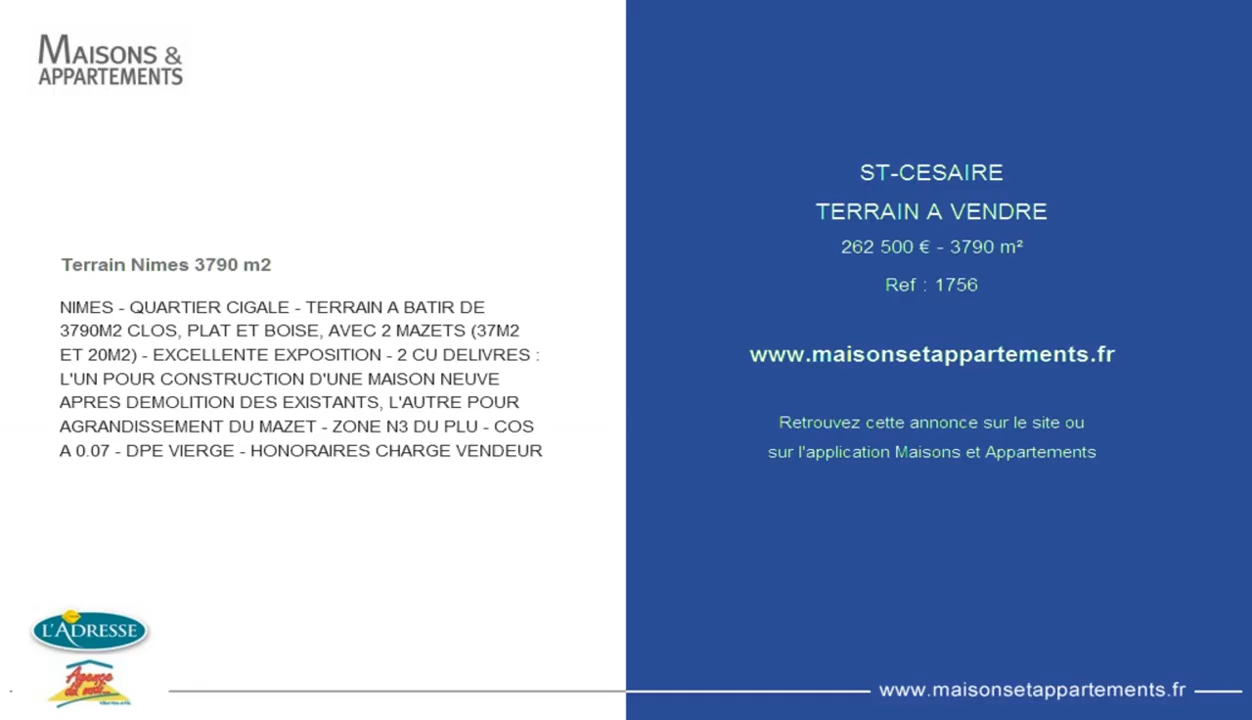 MAISONS &
APPARTEMENTS
Terrain Nimes 3790 m2
NIMES - QUARTIER CIGALE - TERRAIN A BATIR DE
3790M2 CLOS, PLAT ET BOISE, AVEC 2 MAZETS (37M2
ET 20M2) - EXCELLENTE EXPOSITION - 2 CU DELIVRES :
L'UN POUR CONSTRUCTION D'UNE MAISON NEUVE
APRES DEMOLITION DES EXISTANTS, L'AUTRE POUR
AGRANDISSEMENT DU MAZET - ZONE N3 DU PLU - COS
A 0.07 - DPE VIERGE - HONORAIRES CHARGE VENDEUR
L'ADRESSE
Agence
du midi
ST-CESAIRE
TERRAIN A VENDRE
262 500 € - 3790 m²
Ref : 1756
www.maisonsetappartements.fr
Retrouvez cette annonce sur le site ou
sur l'application Maisons et Appartements
www.maisonsetappartements.fr